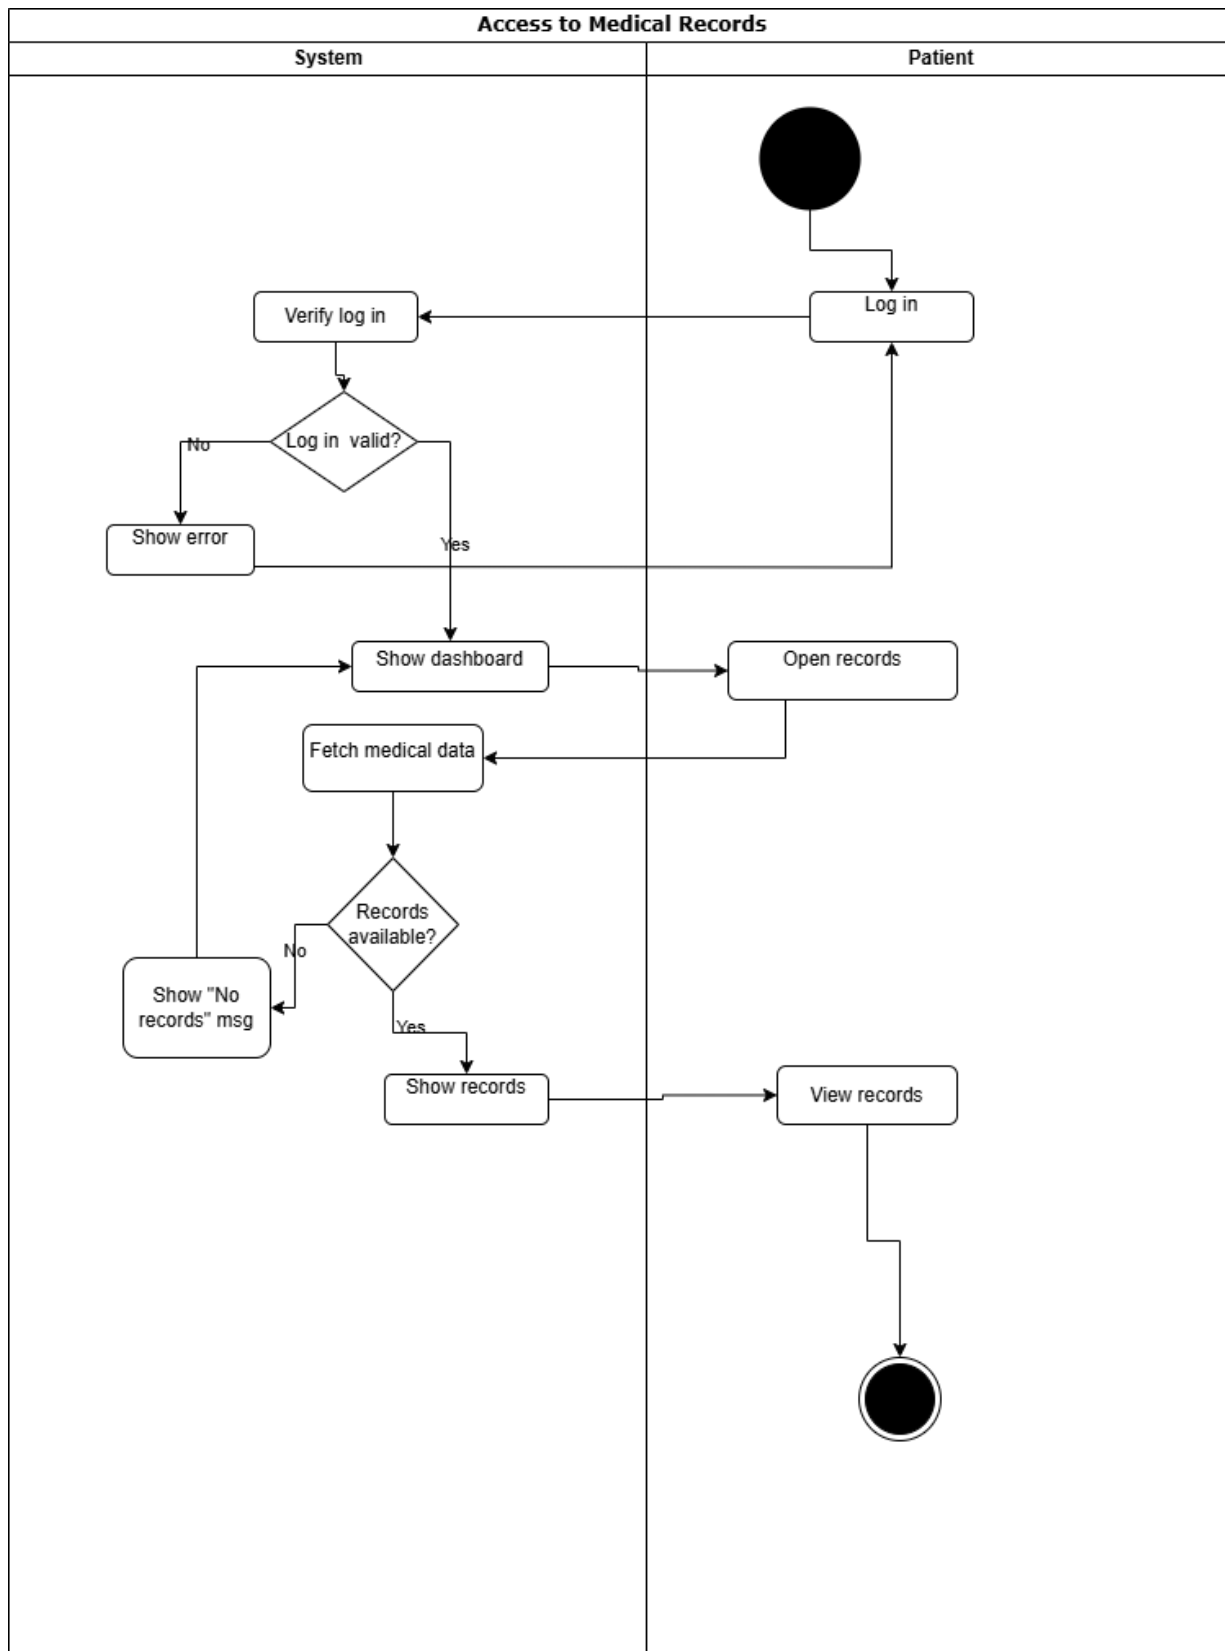 Access to Medical Records
System
Patient
Log in
Verify log in
Log in  valid?
No
Show error
Yes
Show dashboard
Open records
Fetch medical data
Records
available?
No
Show "No
records" msg
Yes
Show records
View records